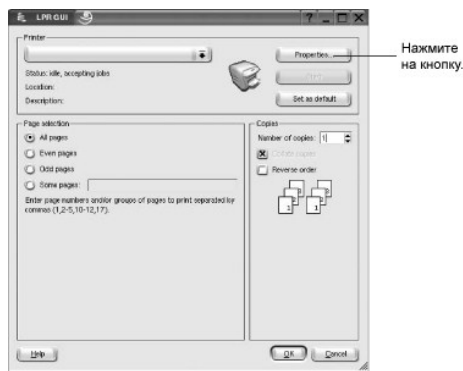 LPR GUI
Printer
Properties...
Нажмите
на кнопку.
Status: idle, accepting jobs
Start
Location:
Description:
Set as default
Page selection
Copies
All pages
Number of copies: 1
Even pages
Collate copies
Odd pages
Reverse order
Some pages:
Enter page numbers and/or groups of pages to print separated by
commas (1,2-5,10-12,17).
Help
OK
Cancel